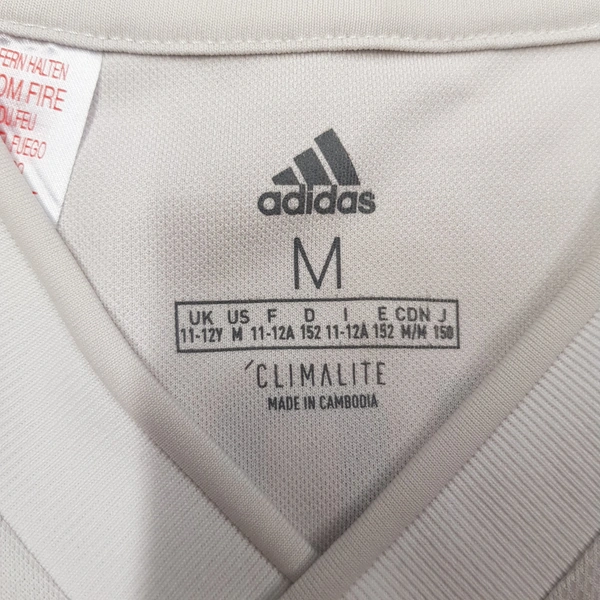 FERN HALTEN
OM FIRE
DU FEU
FUEGO
adidas
M
UK US F D I E CDN J
11-12Y M 11-12A 152 11-12A 152 M/M 150
CLIMALITE
MADE IN CAMBODIA